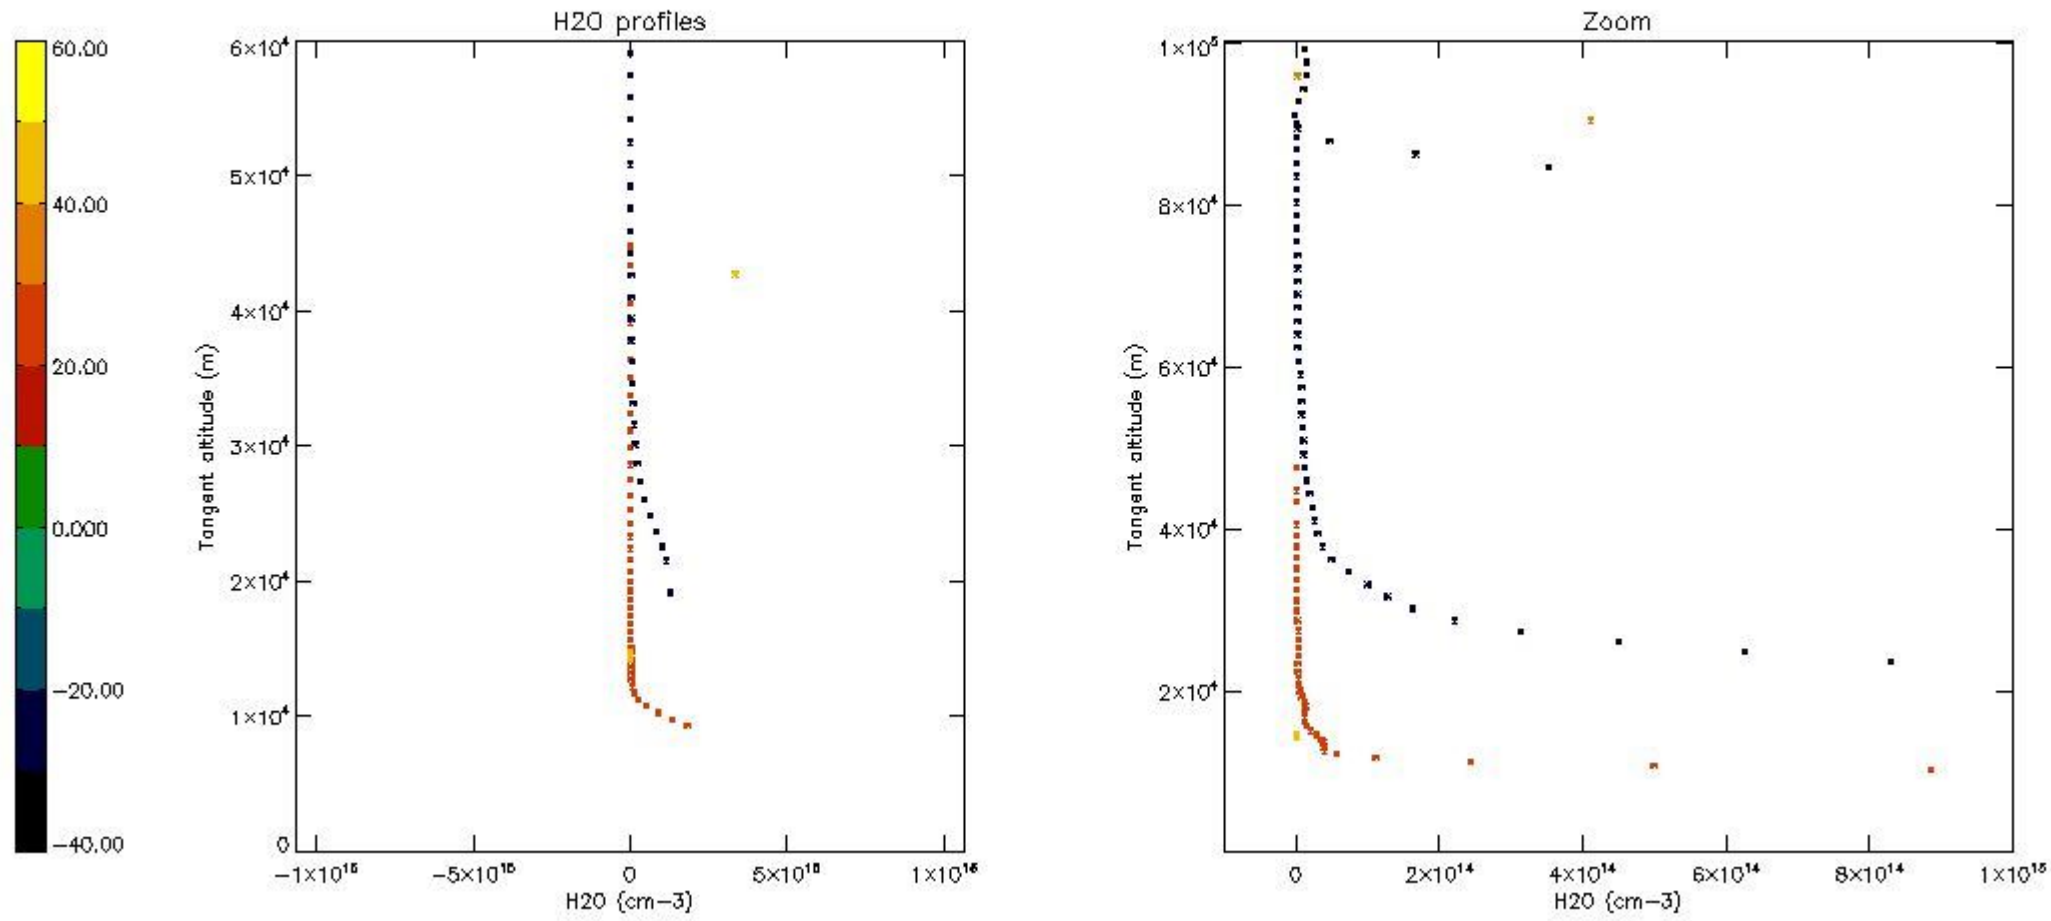 60.00
40.00
20.00
0.000
−20.00
−40.00
H2O profiles
6×10⁴
5×10⁴
4×10⁴
3×10⁴
2×10⁴
1×10⁴
0
Tangent altitude (m)
−1×10¹⁶ −5×10¹⁵ 0 5×10¹⁵ 1×10¹⁶
H2O (cm−3)
Zoom
1×10⁵
8×10⁴
6×10⁴
4×10⁴
2×10⁴
Tangent altitude (m)
0 2×10¹⁴ 4×10¹⁴ 6×10¹⁴ 8×10¹⁴ 1×10¹⁵
H2O (cm−3)